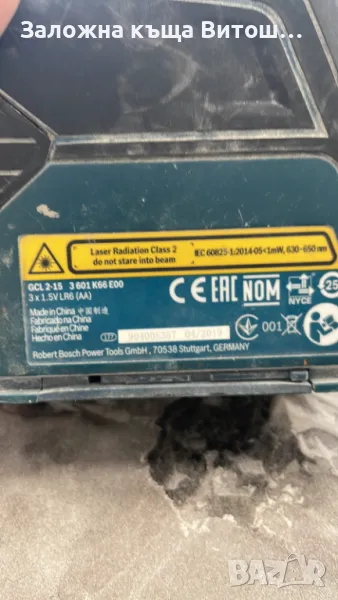 Заложна къща Витош...
Laser Radiation Class 2
do not stare into beam
IEC 60825-1:2014-05<1mW, 630-650 nm
GCL 2-15 3 601 K66 E00
3 x 1.5V LR6 (AA)
Made in China 中国制造
Fabricado na China
Fabriqué en Chine
Hecho en China
CE EAC NOM
NYCE
25
001
04/2019
Robert Bosch Power Tools GmbH, 70538 Stuttgart, GERMANY
BAZAR